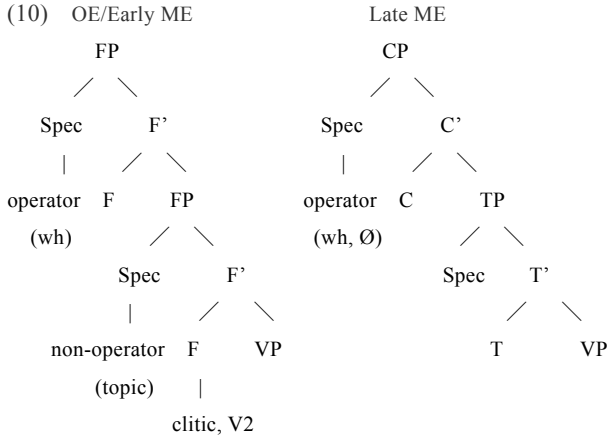 (10) OE/Early ME Late ME
FP CP
Spec F’ Spec C’
operator F FP operator C TP
(wh) (wh, Ø)
Spec F’ Spec T’
non-operator F VP T VP
(topic)
clitic, V2